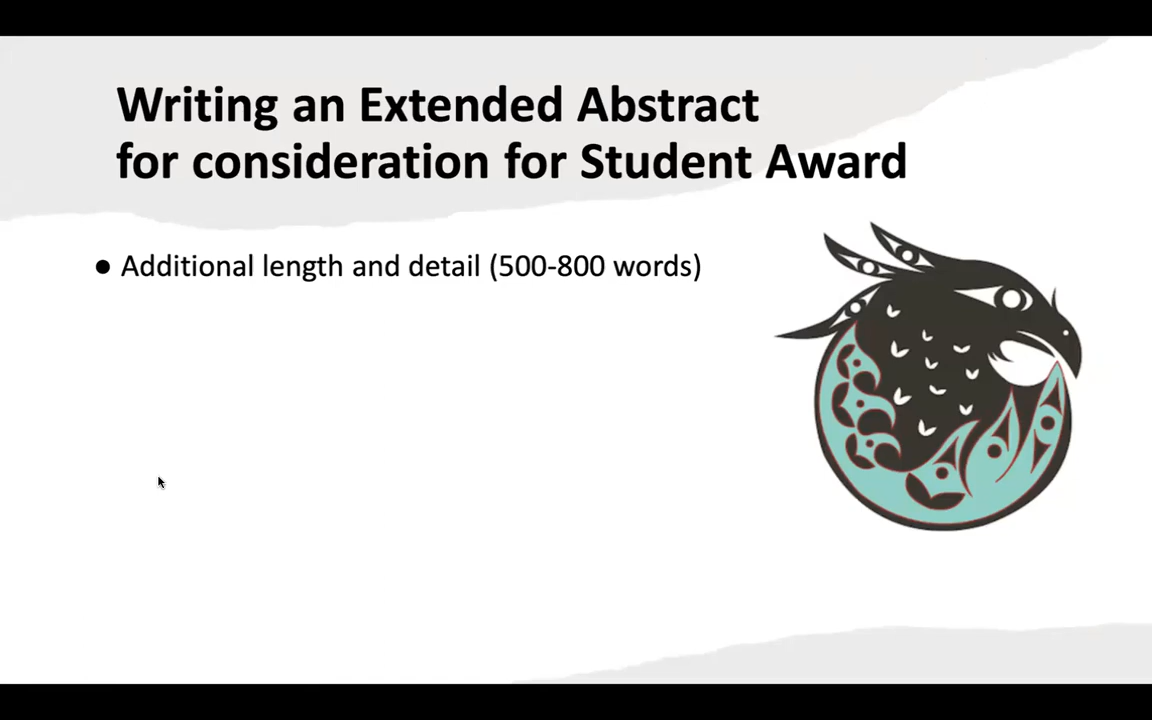 Writing an Extended Abstract
for consideration for Student Award
● Additional length and detail (500-800 words)